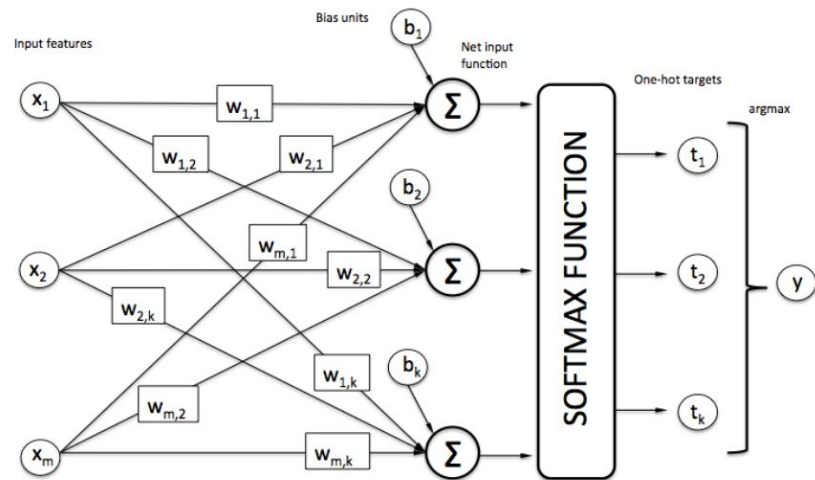 Bias units
b1
Input features
Net input
function
One-hot targets
argmax
x1
w1,1
Σ
w1,2
w2,1
t1
b2
wm,1
x2
w2,2
Σ
t2
y
w2,k
SOFTMAX FUNCTION
w1,k
bk
wm,2
tk
xm
wm,k
Σ